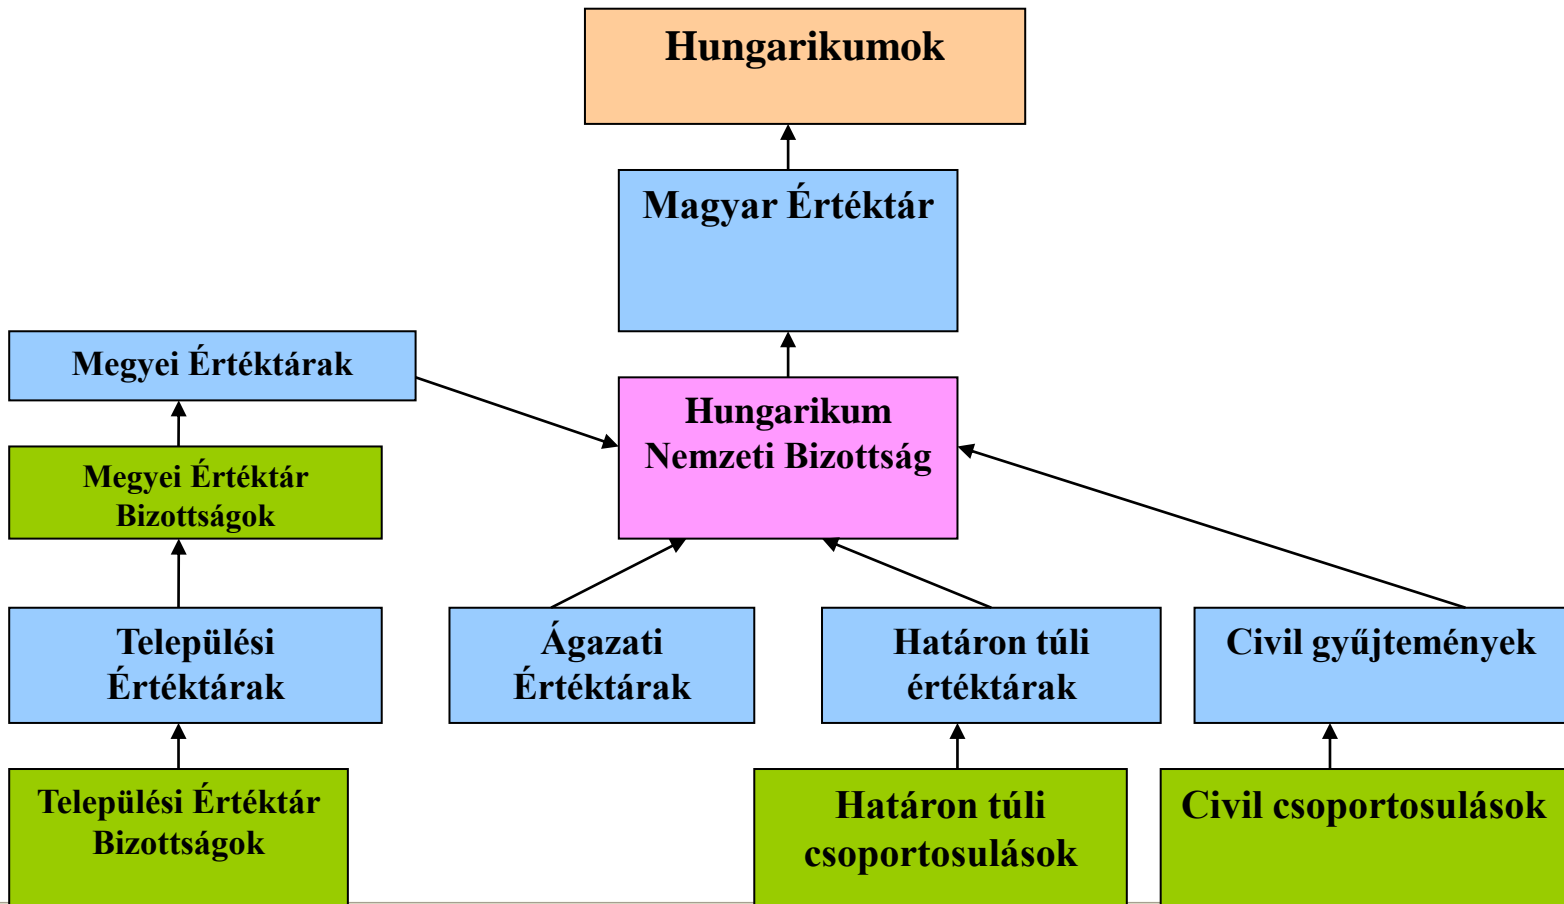 Hungarikumok
Magyar Értéktár
Megyei Értéktárak
Hungarikum
Nemzeti Bizottság
Megyei Értéktár
Bizottságok
Települési
Értéktárak
Ágazati
Értéktárak
Határon túli
értéktárak
Civil gyűjtemények
Települési Értéktár
Bizottságok
Határon túli
csoportosulások
Civil csoportosulások